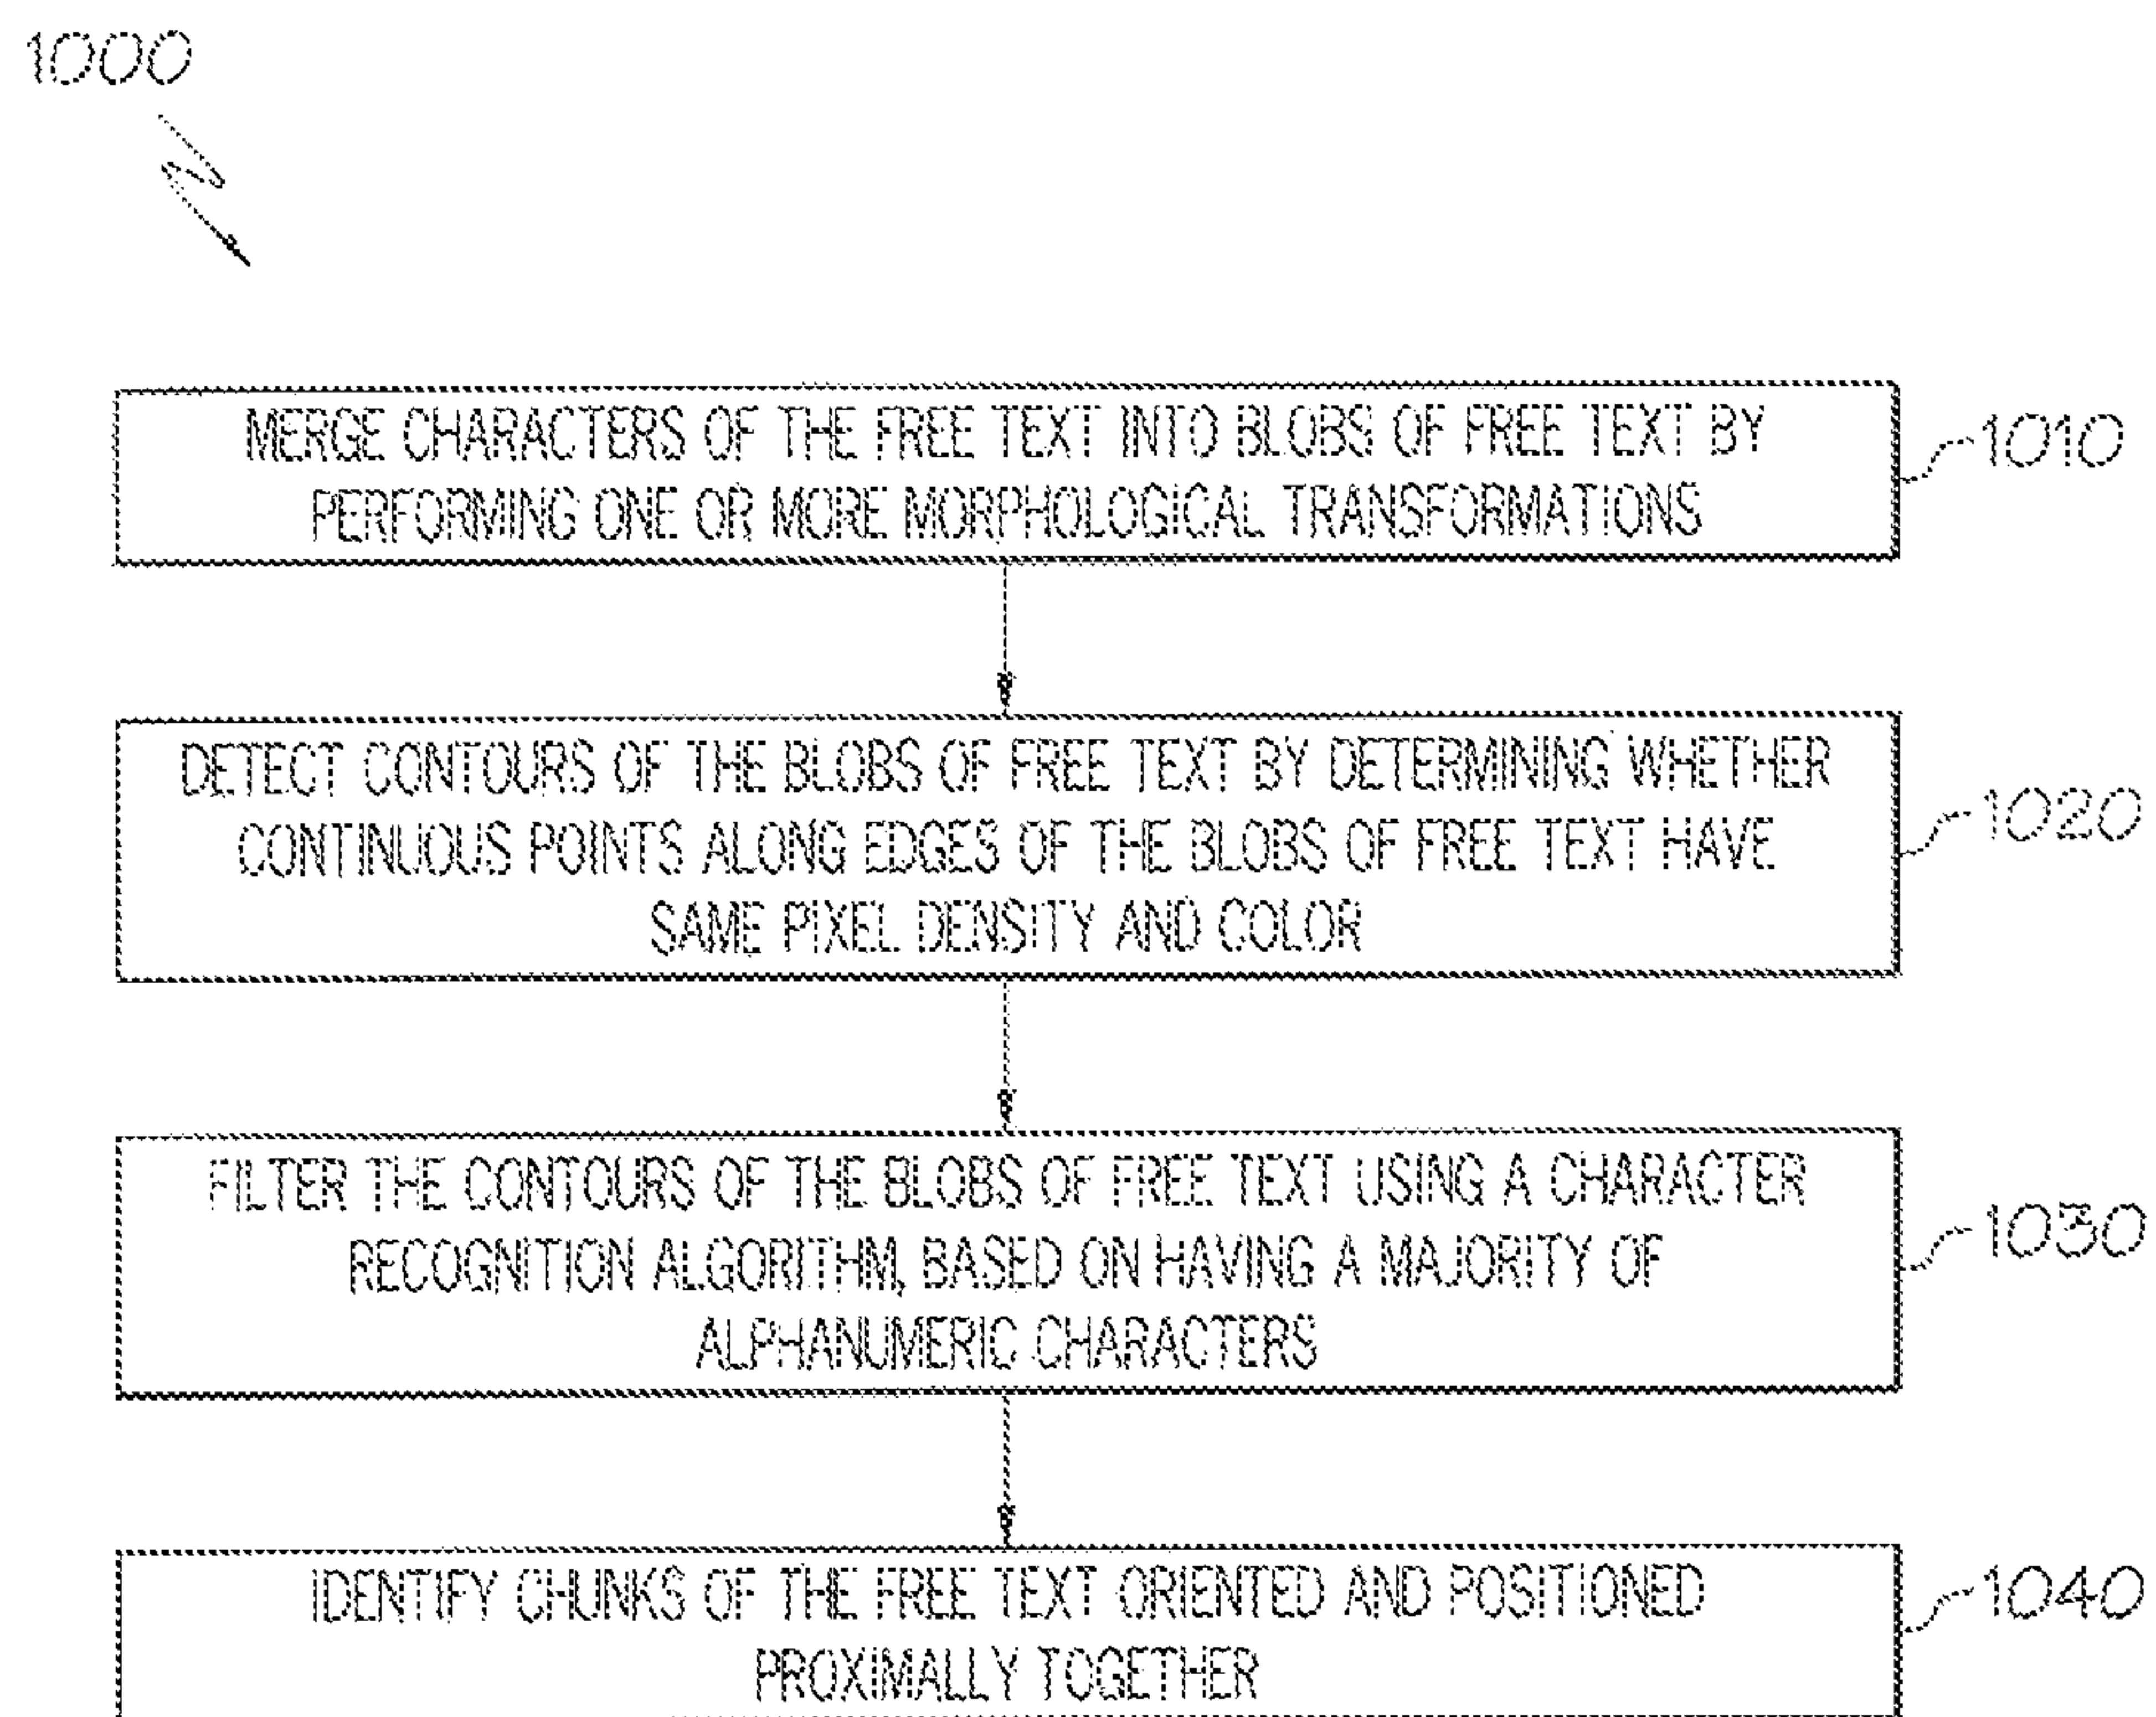 1000
MERGE CHARACTERS OF THE FREE TEXT INTO BLOBS OF FREE TEXT BY
PERFORMING ONE OR MORE MORPHOLOGICAL TRANSFORMATIONS
1010
DETECT CONTOURS OF THE BLOBS OF FREE TEXT BY DETERMINING WHETHER
CONTINUOUS POINTS ALONG EDGES OF THE BLOBS OF FREE TEXT HAVE
SAME PIXEL DENSITY AND COLOR
1020
FILTER THE CONTOURS OF THE BLOBS OF FREE TEXT USING A CHARACTER
RECOGNITION ALGORITHM, BASED ON HAVING A MAJORITY OF
ALPHANUMERIC CHARACTERS
1030
IDENTIFY CHUNKS OF THE FREE TEXT ORIENTED AND POSITIONED
PROXIMALLY TOGETHER
1040